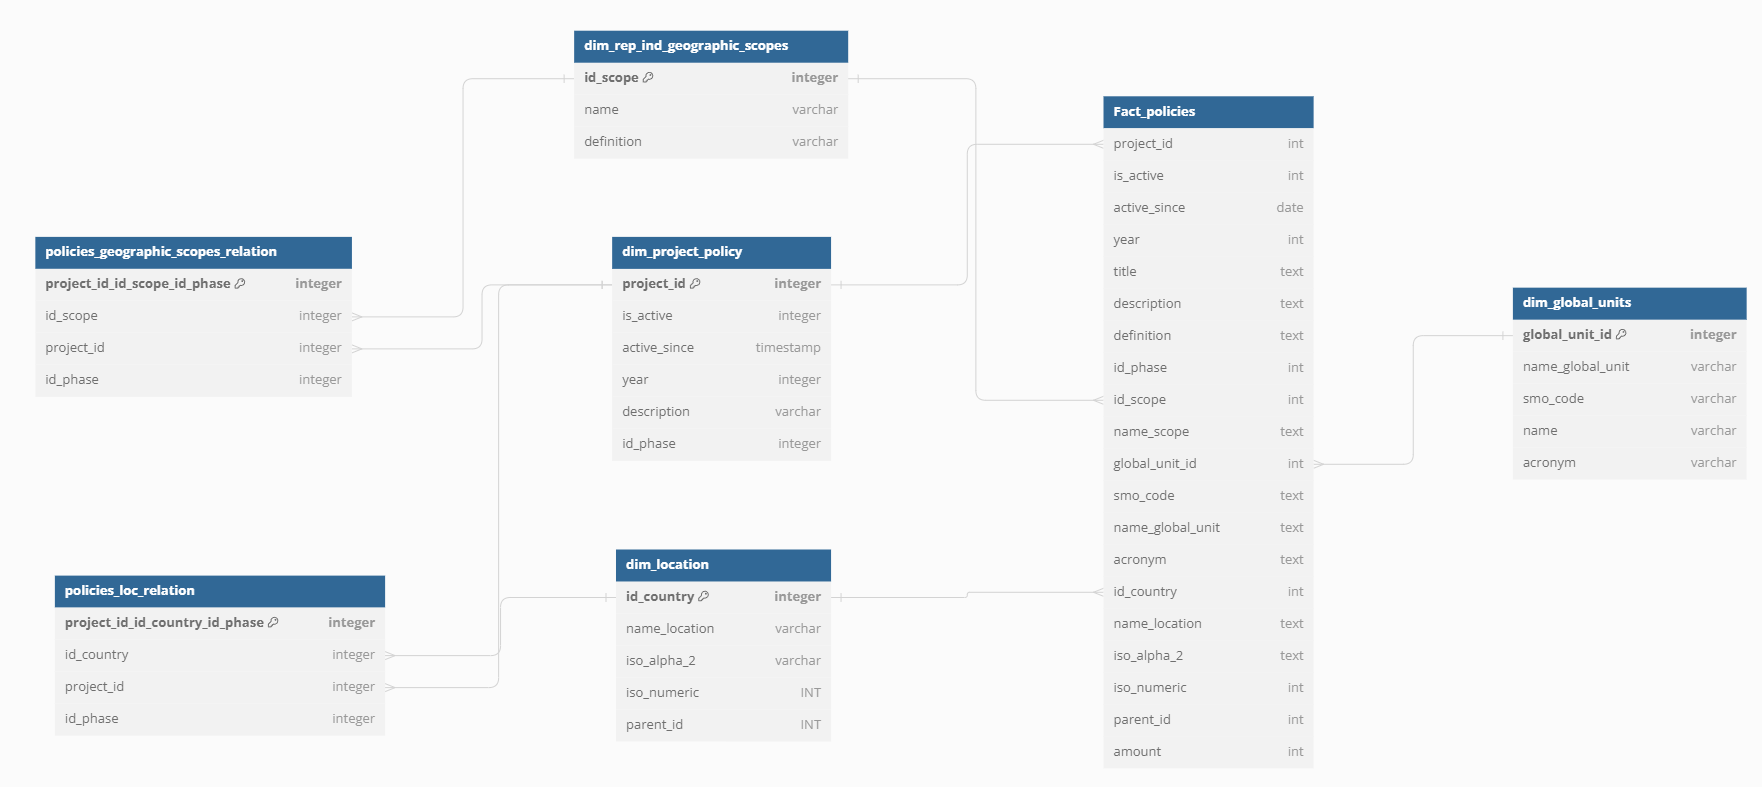 dim_rep_ind_geographic_scopes
id_scope integer
name varchar
definition varchar
policies_geographic_scopes_relation
project_id_id_scope_id_phase integer
id_scope integer
project_id integer
id_phase integer
dim_project_policy
project_id integer
is_active integer
active_since timestamp
year integer
description varchar
id_phase integer
policies_loc_relation
project_id_id_country_id_phase integer
id_country integer
project_id integer
id_phase integer
dim_location
id_country integer
name_location varchar
iso_alpha_2 varchar
iso_numeric INT
parent_id INT
Fact_policies
project_id int
is_active int
active_since date
year int
title text
description text
definition text
id_phase int
id_scope int
name_scope text
global_unit_id int
smo_code text
name_global_unit text
acronym text
id_country int
name_location text
iso_alpha_2 text
iso_numeric int
parent_id int
amount int
dim_global_units
global_unit_id integer
name_global_unit varchar
smo_code varchar
name varchar
acronym varchar